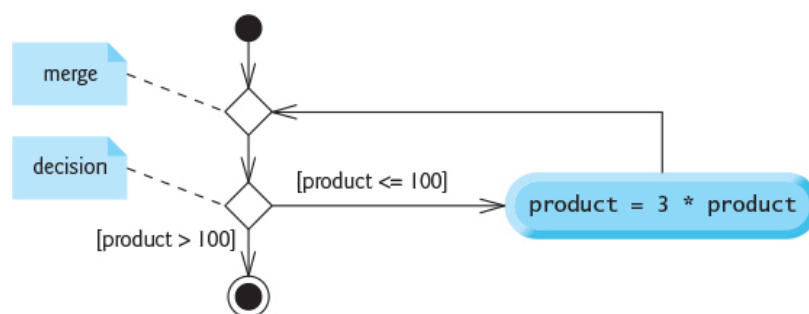 merge
decision
[product <= 100]
product = 3 * product
[product > 100]